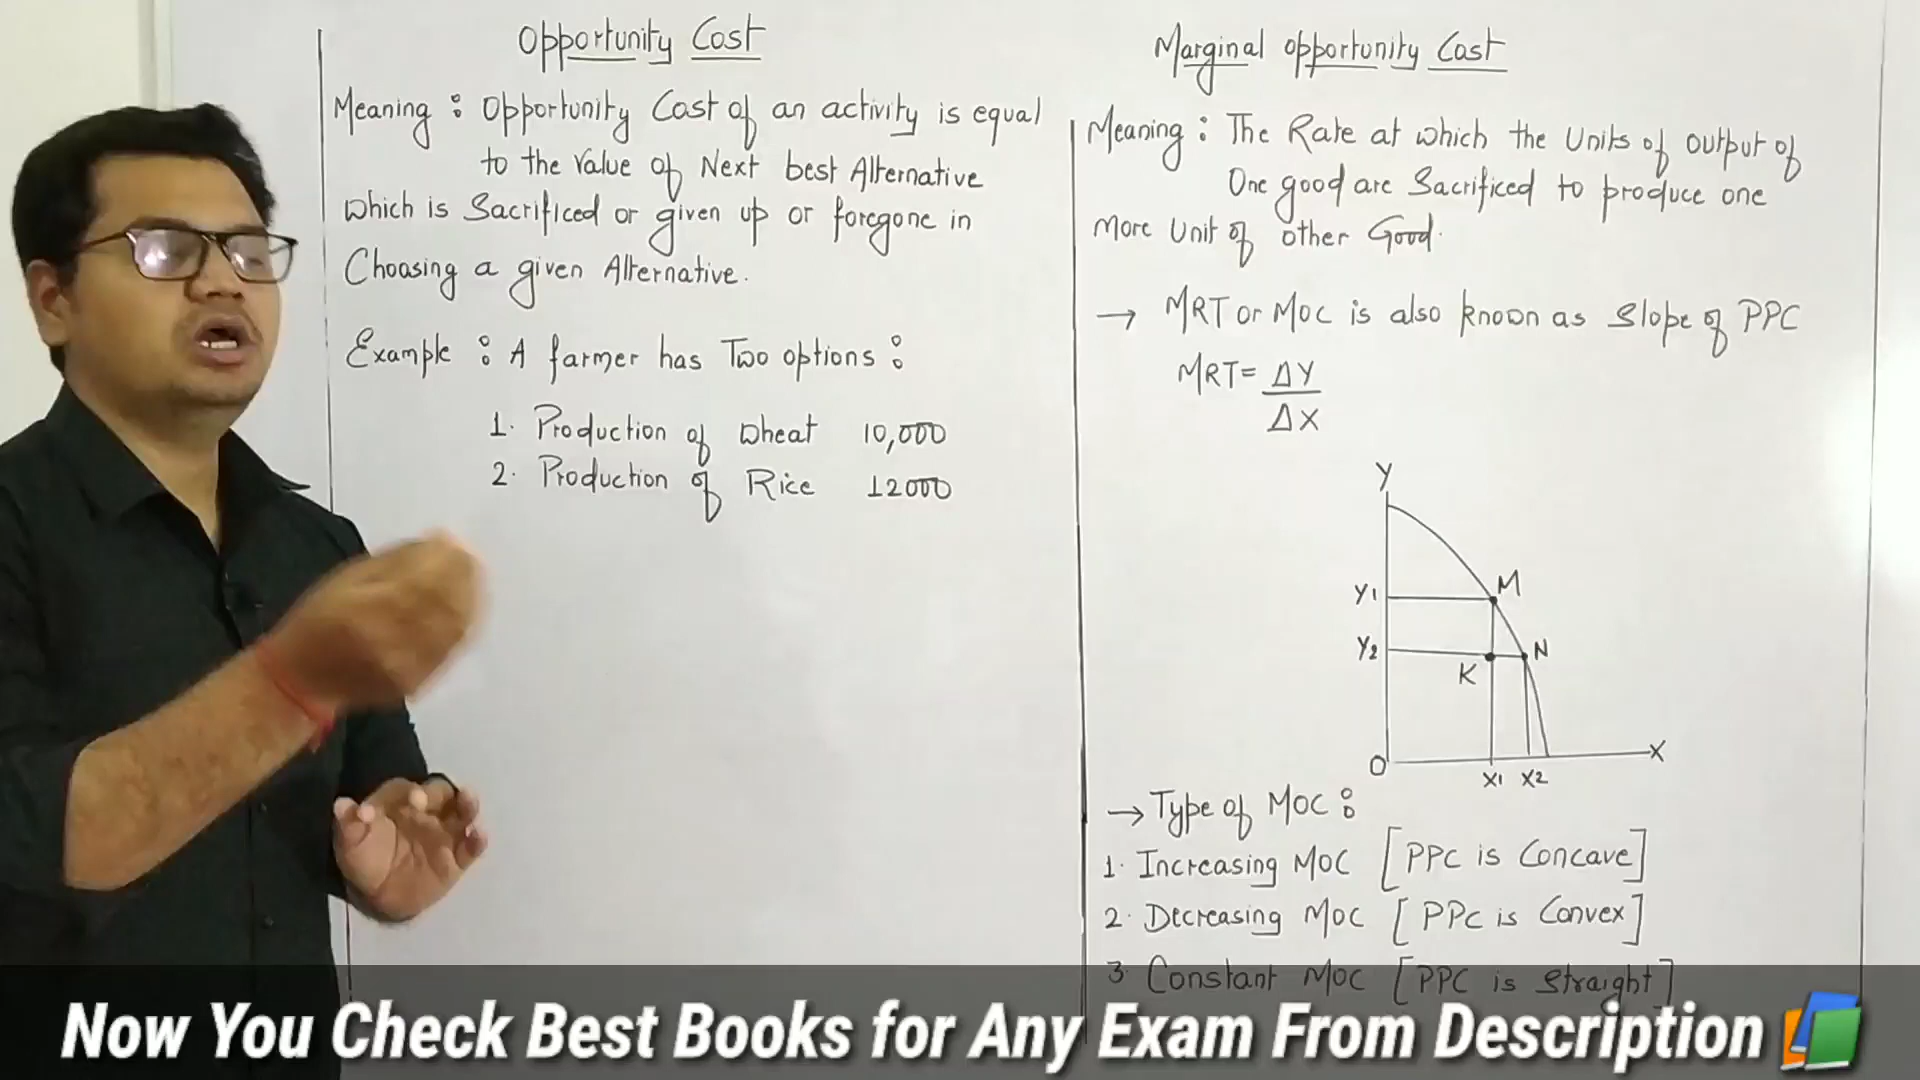 Opportunity Cost
Meaning : Opportunity Cost of an activity is equal
to the value of Next best Alternative
which is Sacrificed or given up or foregone in
Choosing a given Alternative.
Example : A farmer has Two options :
1. Production of wheat 10,000
2. Production of Rice 12000
Marginal opportunity Cost
Meaning : The Rate at which the Units of output of
One good are Sacrificed to produce one
More Unit of other Good.
→ MRT or MOC is also known as Slope of PPC
MRT = ΔY
ΔX
Y
Y1 M
Y2 K N
O X1 X2 X
→ Type of MOC :
1. Increasing MOC [PPC is Concave]
2. Decreasing MOC [PPC is Convex]
3. Constant MOC [PPC is Straight]
Now You Check Best Books for Any Exam From Description